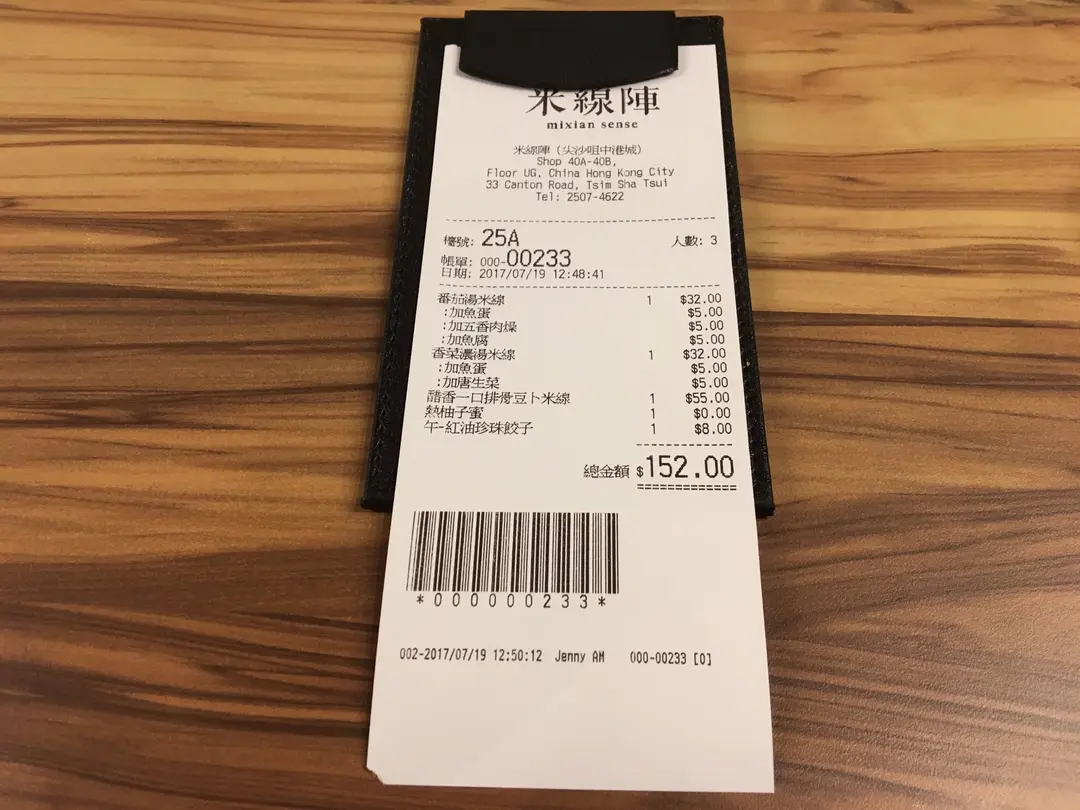 米線陣
mixian sense
米線陣 (尖沙咀中港城)
Shop 40A-40B,
Floor UG, China Hong Kong City
33 Canton Road, Tsim Sha Tsui
Tel: 2507-4622
檯號: 25A 人數: 3
帳單: 000-00233
日期: 2017/07/19 12:48:41
番茄湯米線 1 $32.00
:加魚蛋 $5.00
:加五香肉燥 $5.00
:加魚腐 $5.00
香菜濃湯米線 1 $32.00
:加魚蛋 $5.00
:加唐生菜 $5.00
醋香一口排骨豆卜米線 1 $55.00
熱柚子蜜 1 $0.00
午-紅油珍珠餃子 1 $8.00
總金額 $152.00
*000000233*
002-2017/07/19 12:50:12 Jenny AM 000-00233 [0]